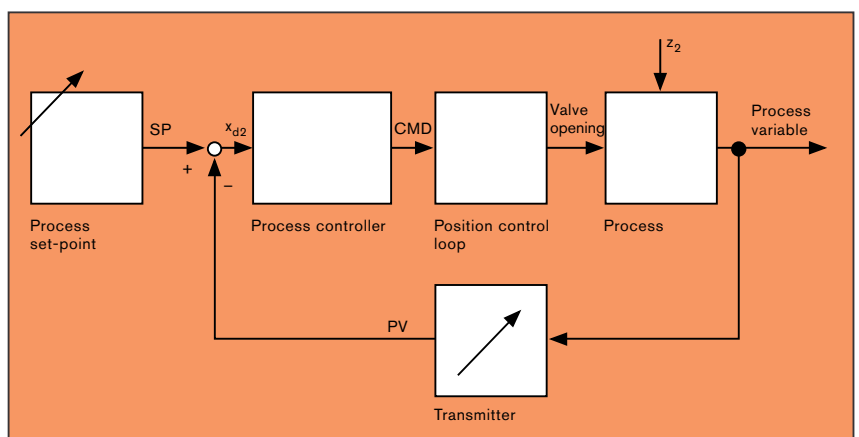 z2
SP
xd2
CMD
Valve
opening
Process
variable
+
–
Process
set-point
Process controller
Position control
loop
Process
PV
Transmitter